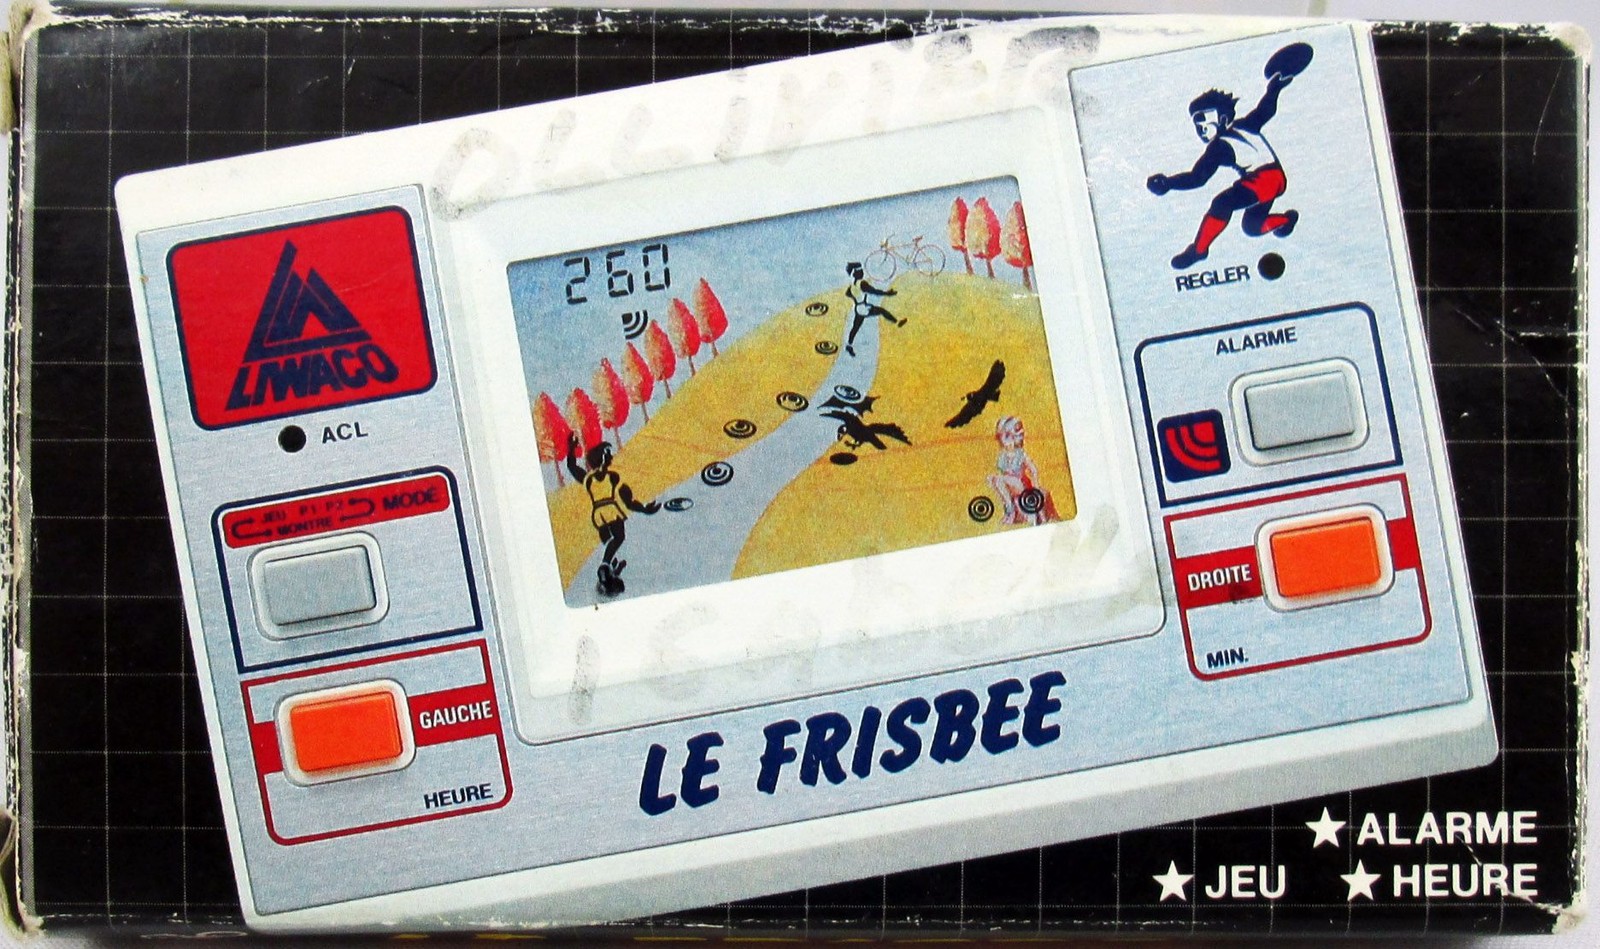 OLLIVIER
260
LIWACO
ACL
REGLER
ALARME
JEU P1 P2 MODE
MONTRE
DROITE
MIN.
GAUCHE
HEURE
LE FRISBEE
★ ALARME
★ JEU ★ HEURE